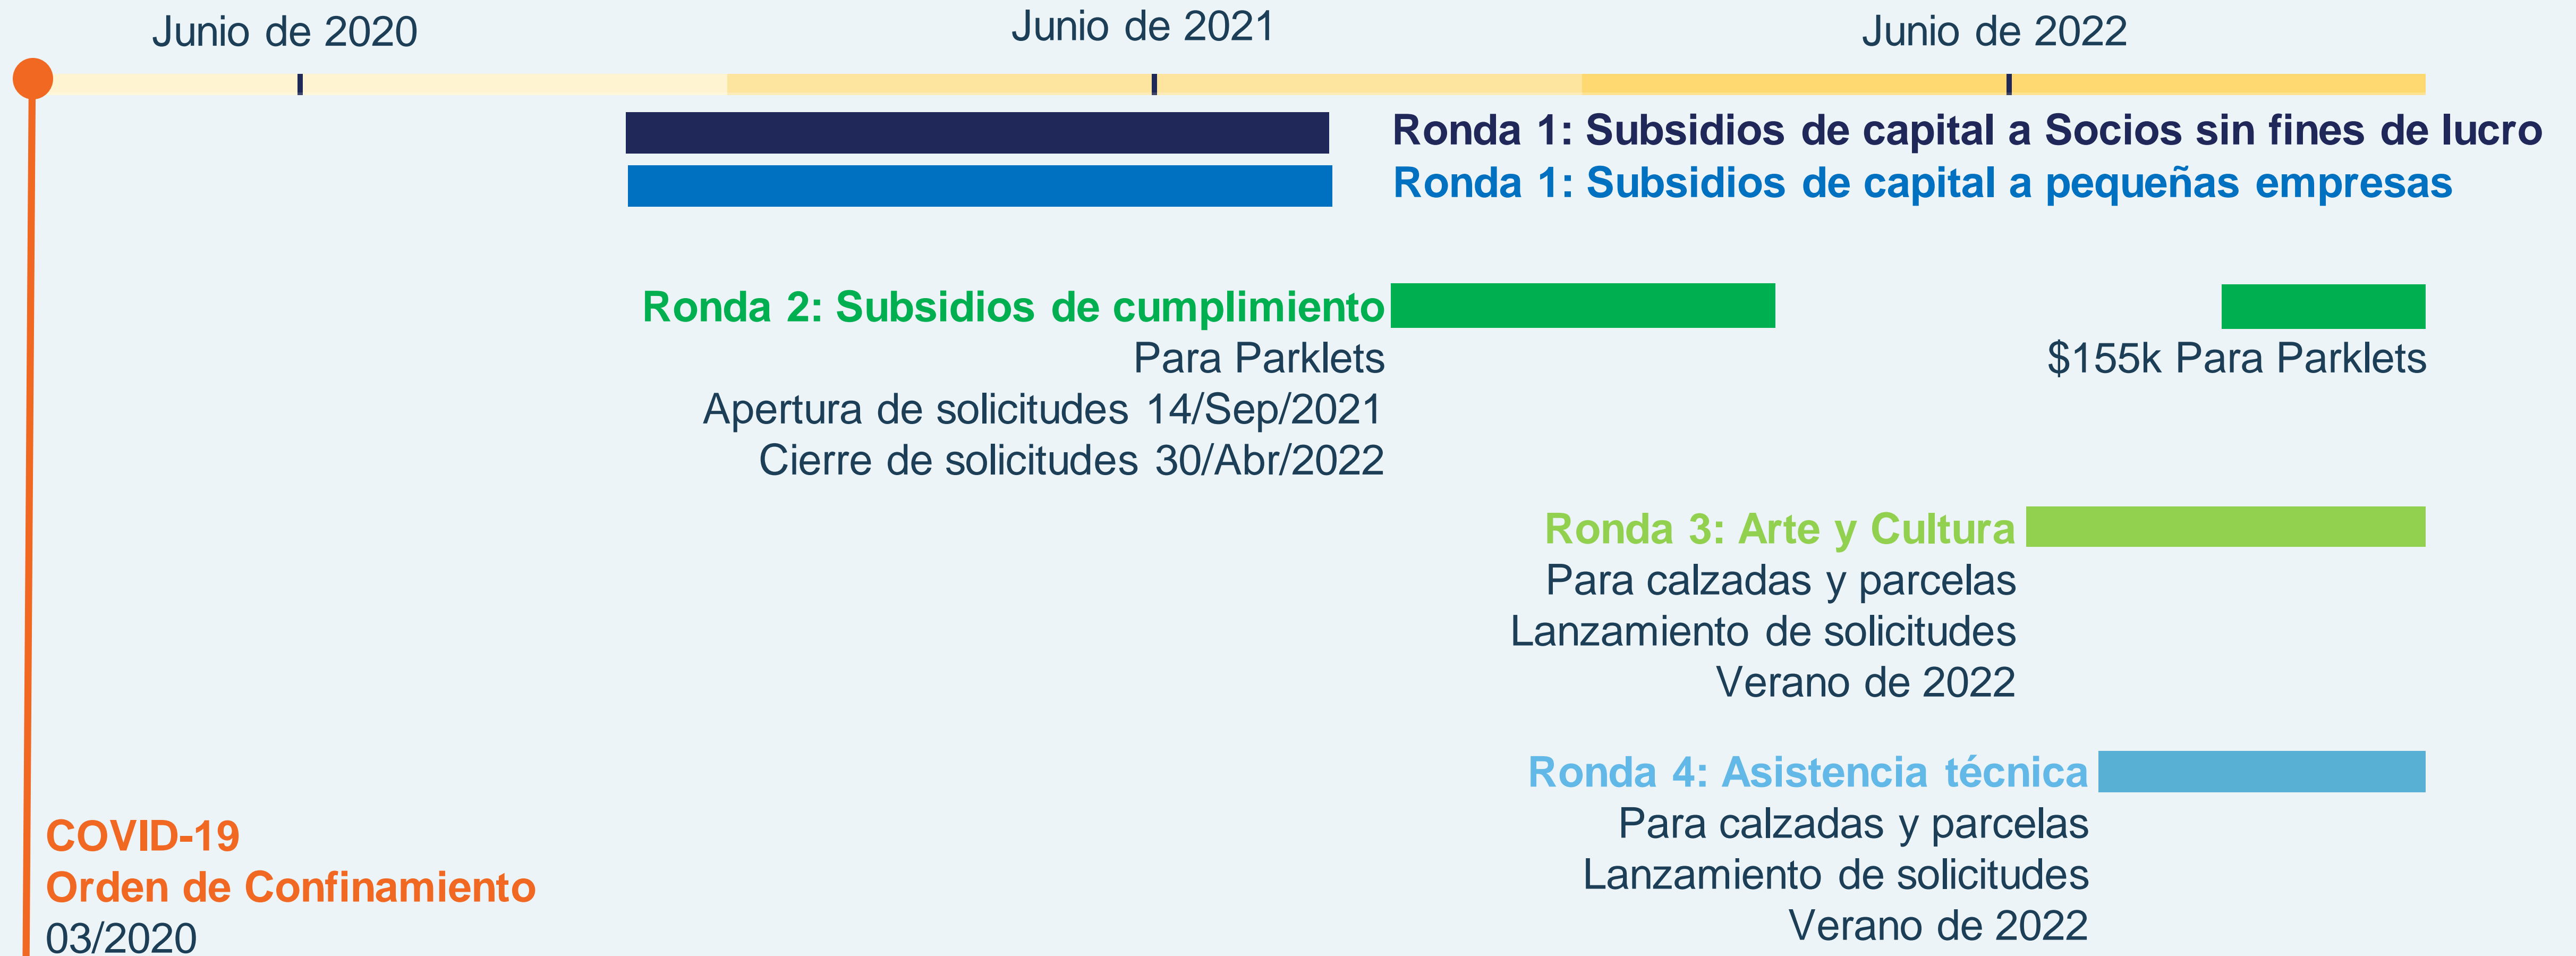 Junio de 2020
Junio de 2021
Junio de 2022
Ronda 1: Subsidios de capital a Socios sin fines de lucro
Ronda 1: Subsidios de capital a pequeñas empresas
Ronda 2: Subsidios de cumplimiento
Para Parklets
Apertura de solicitudes 14/Sep/2021
Cierre de solicitudes 30/Abr/2022
$155k Para Parklets
Ronda 3: Arte y Cultura
Para calzadas y parcelas
Lanzamiento de solicitudes
Verano de 2022
Ronda 4: Asistencia técnica
Para calzadas y parcelas
Lanzamiento de solicitudes
Verano de 2022
COVID-19
Orden de Confinamiento
03/2020